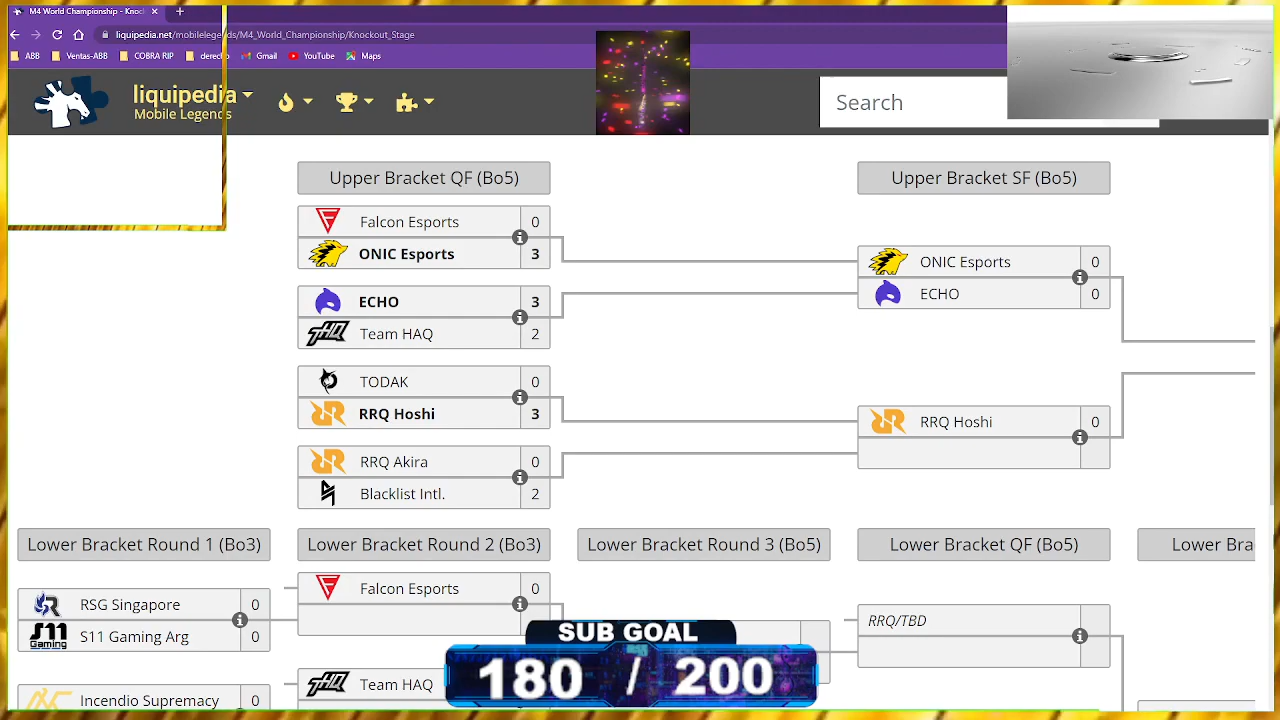 M4 World Championship - Knock
liquipedia.net/mobilelegends/M4_World_Championship/Knockout_Stage
ABB
Ventas-ABB
COBRA RIP
derech
Gmail
YouTube
Maps
liquipedia
Mobile Legends
Search
Upper Bracket QF (Bo5)
Upper Bracket SF (Bo5)
Falcon Esports 0
ONIC Esports 3
ONIC Esports 0
ECHO 0
ECHO 3
Team HAQ 2
TODAK 0
RRQ Hoshi 3
RRQ Hoshi 0
RRQ Akira 0
Blacklist Intl. 2
Lower Bracket Round 1 (Bo3)
Lower Bracket Round 2 (Bo3)
Lower Bracket Round 3 (Bo5)
Lower Bracket QF (Bo5)
Lower Bra
RSG Singapore 0
S11 Gaming Arg 0
Falcon Esports 0
RRQ/TBD
Incendio Supremacy 0
Team HAQ
SUB GOAL
180 / 200